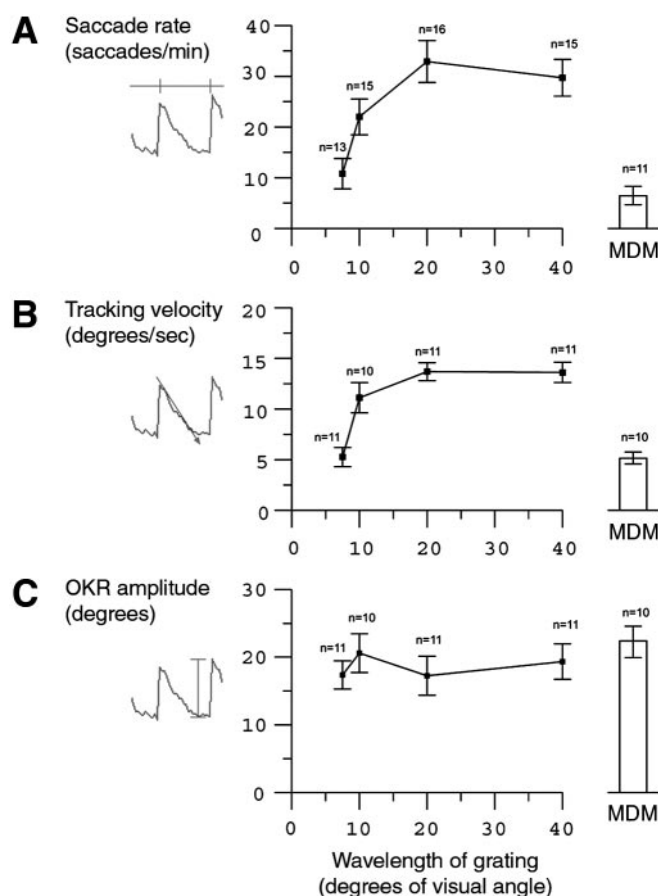 A
Saccade rate
(saccades/min)
40
30
20
10
0
n=13
n=15
n=16
n=15
n=11
0 10 20 30 40
MDM
B
Tracking velocity
(degrees/sec)
20
15
10
5
0
n=11
n=10
n=11
n=11
n=10
0 10 20 30 40
MDM
C
OKR amplitude
(degrees)
30
20
10
0
n=11
n=10
n=11
n=11
n=10
0 10 20 30 40
MDM
Wavelength of grating
(degrees of visual angle)